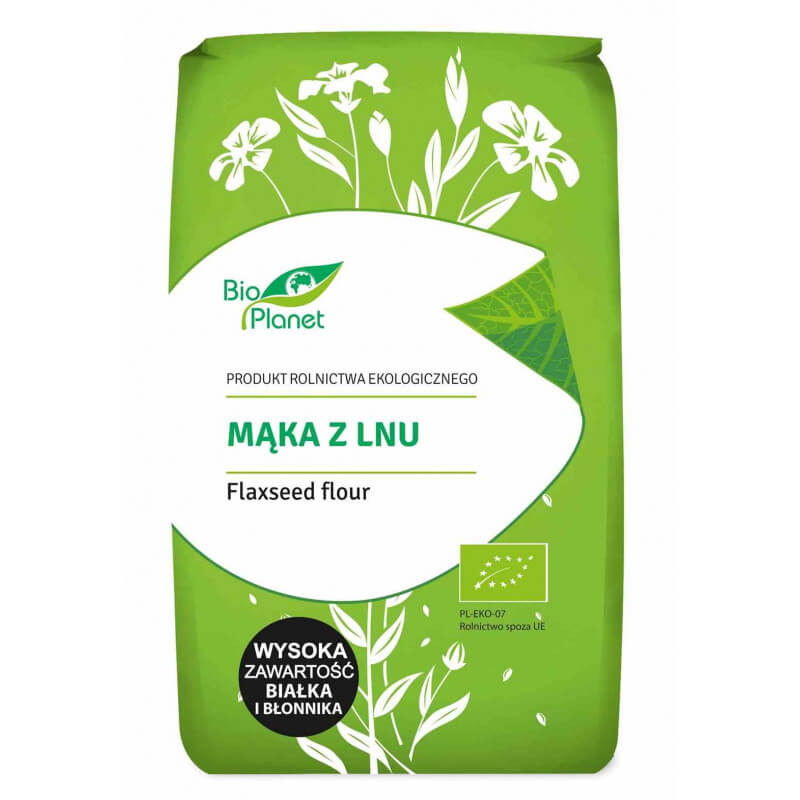 Bio
Planet
PRODUKT ROLNICTWA EKOLOGICZNEGO
MĄKA Z LNU
Flaxseed flour
PL-EKO-07
Rolnictwo spoza UE
WYSOKA
ZAWARTOŚĆ
BIAŁKA
I BŁONNIKA